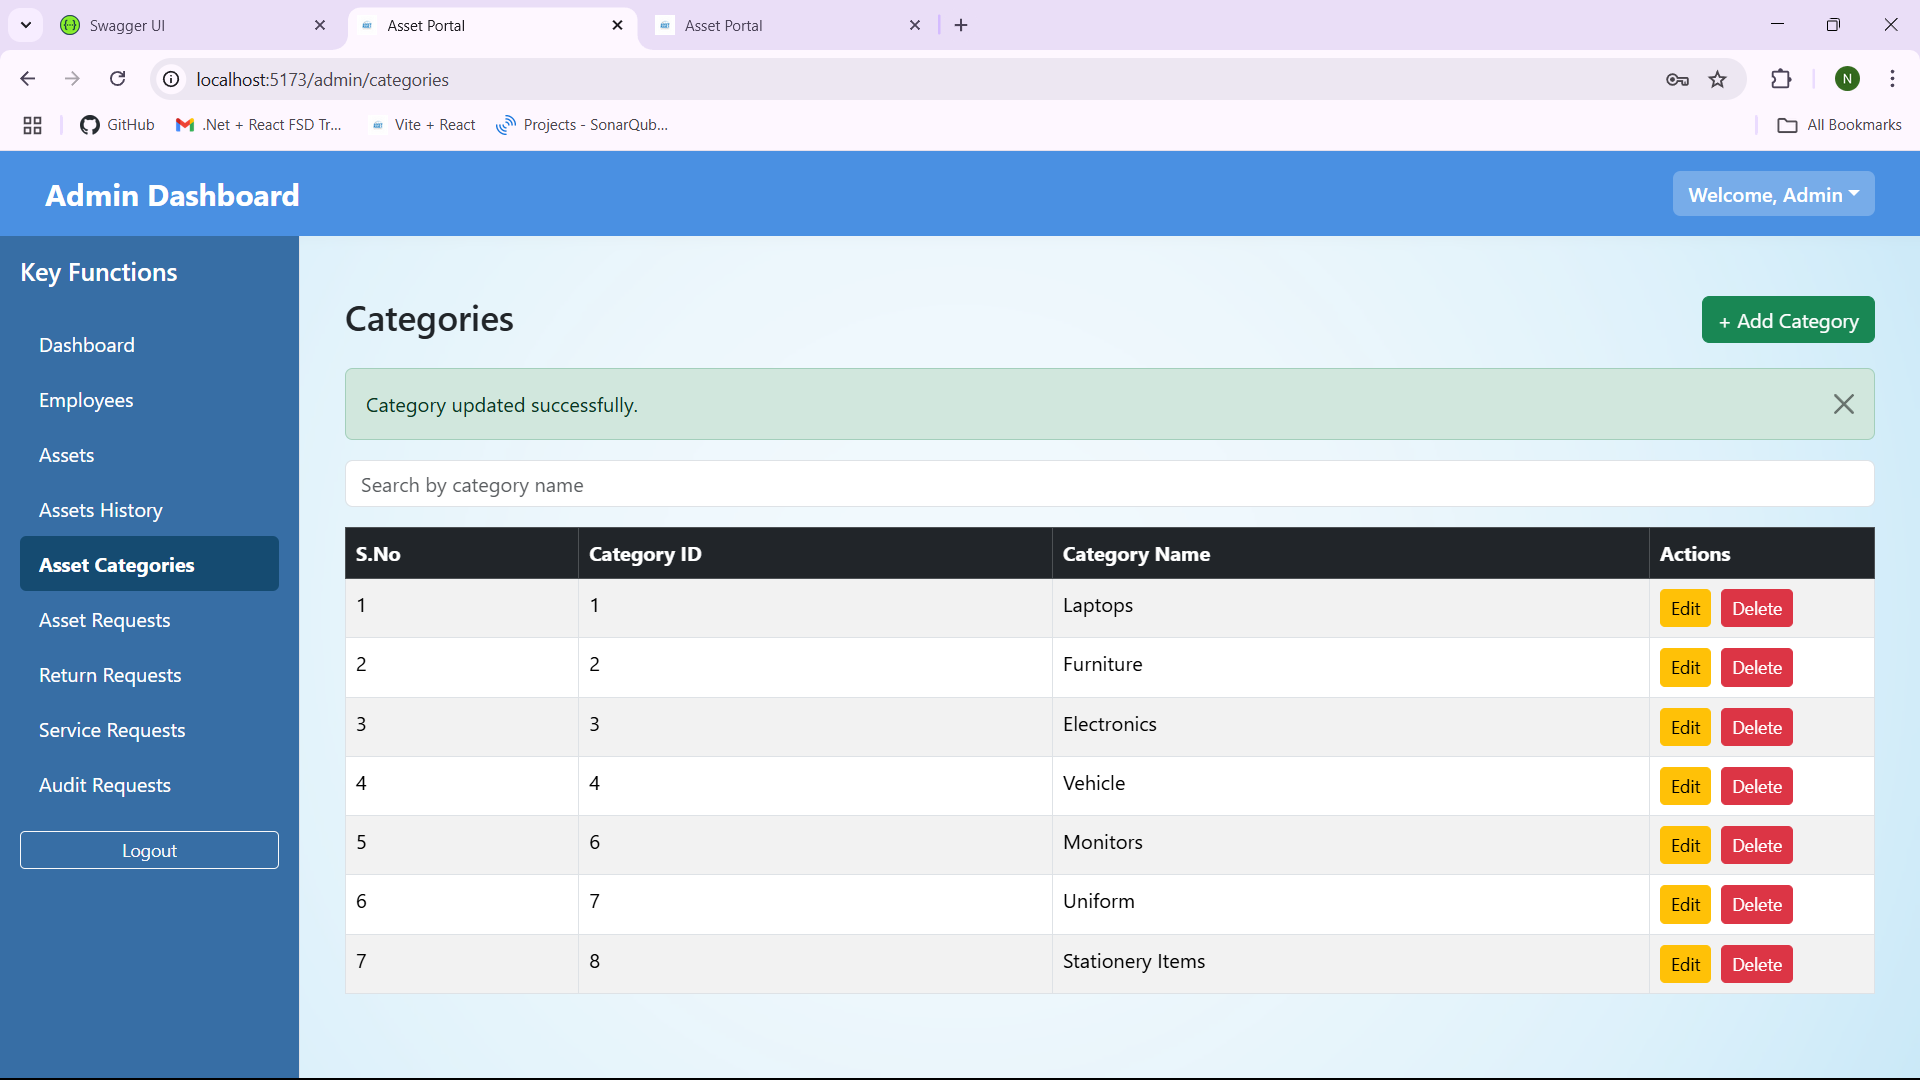 Swagger UI
Asset Portal
Asset Portal
localhost:5173/admin/categories
N
GitHub
.Net + React FSD Tr...
Vite + React
Projects - SonarQub...
All Bookmarks
Admin Dashboard
Welcome, Admin
Key Functions
Dashboard
Employees
Assets
Assets History
Asset Categories
Asset Requests
Return Requests
Service Requests
Audit Requests
Logout
Categories
+ Add Category
Category updated successfully.
Search by category name
S.No Category ID Category Name Actions
1 1 Laptops Edit Delete
2 2 Furniture Edit Delete
3 3 Electronics Edit Delete
4 4 Vehicle Edit Delete
5 6 Monitors Edit Delete
6 7 Uniform Edit Delete
7 8 Stationery Items Edit Delete